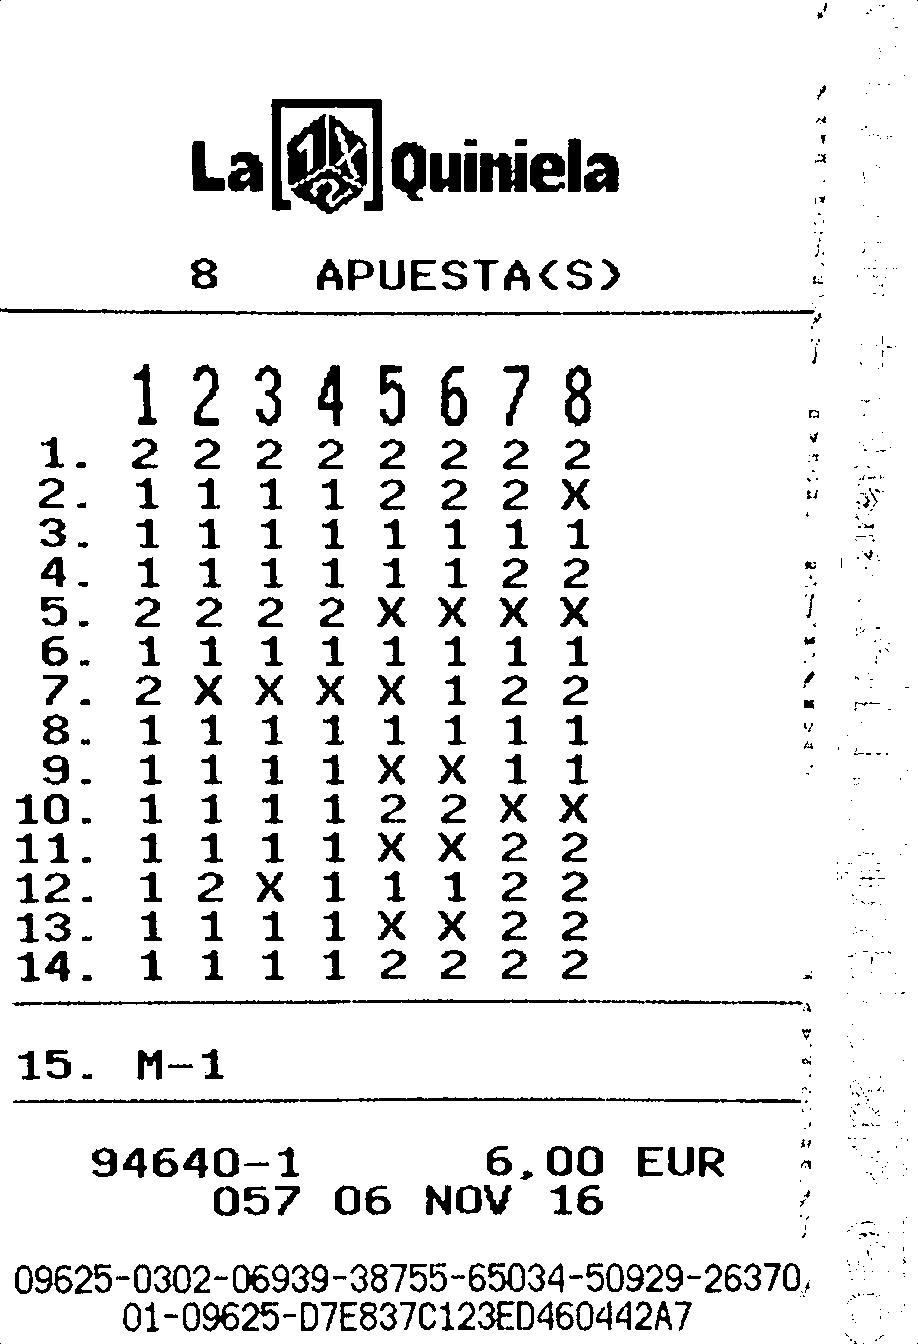 La 1X2 Quiniela
8 APUESTA(S)
1 2 3 4 5 6 7 8
1. 2 2 2 2 2 2 2 2
2. 1 1 1 1 2 2 2 X
3. 1 1 1 1 1 1 1 1
4. 1 1 1 1 1 1 2 2
5. 2 2 2 2 X X X X
6. 1 1 1 1 1 1 1 1
7. 2 X X X X 1 2 2
8. 1 1 1 1 1 1 1 1
9. 1 1 1 1 X X 1 1
10. 1 1 1 1 2 2 X X
11. 1 1 1 1 X X 2 2
12. 1 2 X 1 1 1 2 2
13. 1 1 1 1 X X 2 2
14. 1 1 1 1 2 2 2 2
15. M-1
94640-1 6,00 EUR
057 06 NOV 16
09625-0302-06939-38755-65034-50929-26370
01-09625-D7E837C123ED460442A7